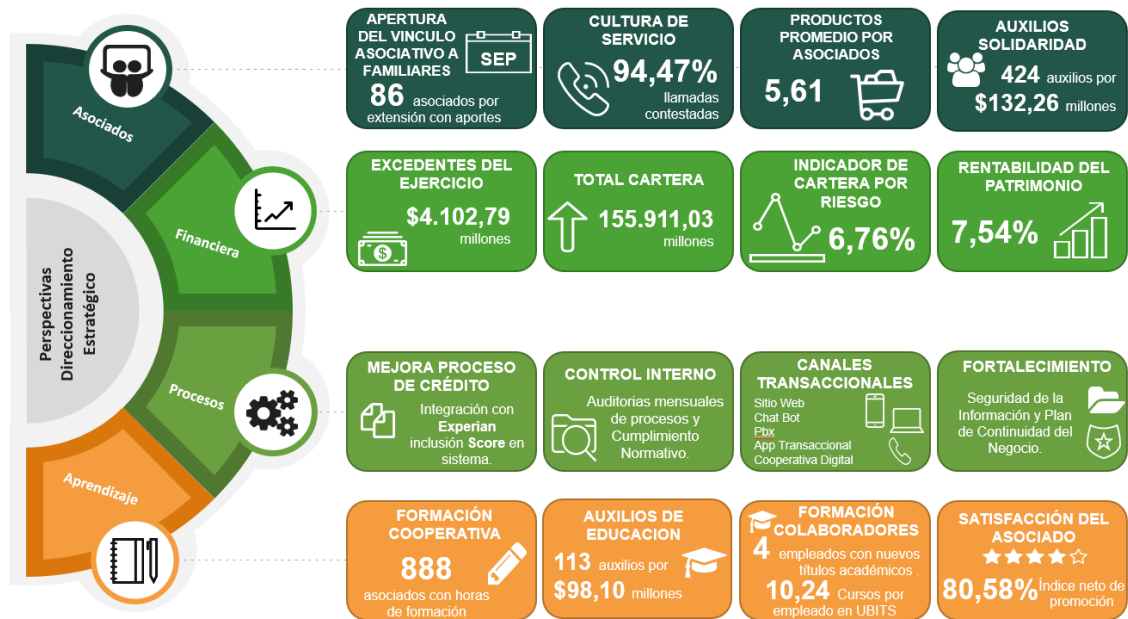 Perspectivas
Direccionamiento
Estratégico
Asociados
Financiera
Procesos
Aprendizaje
APERTURA
DEL VINCULO
ASOCIATIVO A
FAMILIARES
SEP
86 asociados por
extensión con aportes
CULTURA DE
SERVICIO
94,47%
llamadas
contestadas
PRODUCTOS
PROMEDIO POR
ASOCIADOS
5,61
AUXILIOS
SOLIDARIDAD
424 auxilios por
$132,26 millones
EXCEDENTES DEL
EJERCICIO
$4.102,79
millones
TOTAL CARTERA
155.911,03
millones
INDICADOR DE
CARTERA POR
RIESGO
6,76%
RENTABILIDAD DEL
PATRIMONIO
7,54%
MEJORA PROCESO
DE CRÉDITO
Integración con
Experian
inclusión Score en
sistema.
CONTROL INTERNO
Auditorias mensuales
de procesos y
Cumplimiento
Normativo.
CANALES
TRANSACCIONALES
Sitio Web
Chat Bot
Pbx
App Transaccional
Cooperativa Digital
FORTALECIMIENTO
Seguridad de la
Información y Plan
de Continuidad del
Negocio.
FORMACIÓN
COOPERATIVA
888
asociados con horas
de formación
AUXILIOS DE
EDUCACION
113 auxilios por
$98,10 millones
FORMACIÓN
COLABORADORES
4 empleados con nuevos
títulos académicos .
10,24 Cursos por
empleado en UBITS
SATISFACCIÓN DEL
ASOCIADO
80,58% Índice neto de
promoción